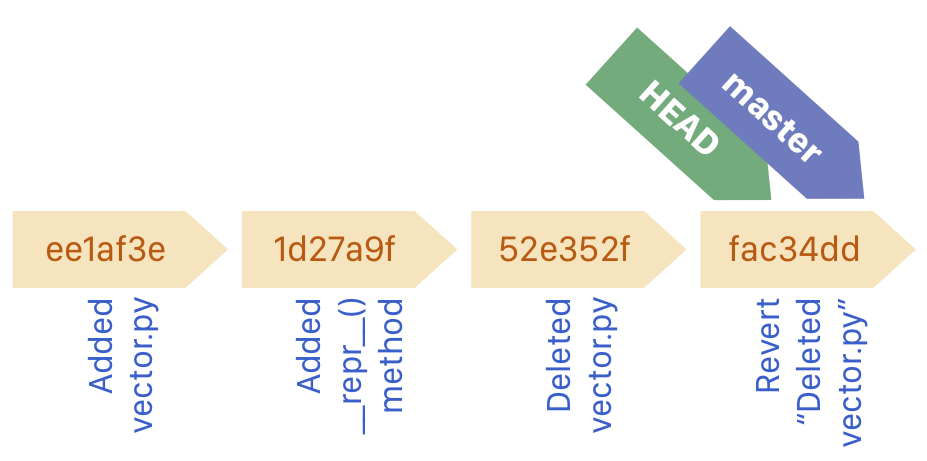 HEAD
master
ee1af3e
1d27a9f
52e352f
fac34dd
Added
vector.py
Added
__repr__()
method
Deleted
vector.py
Revert
"Deleted
vector.py"